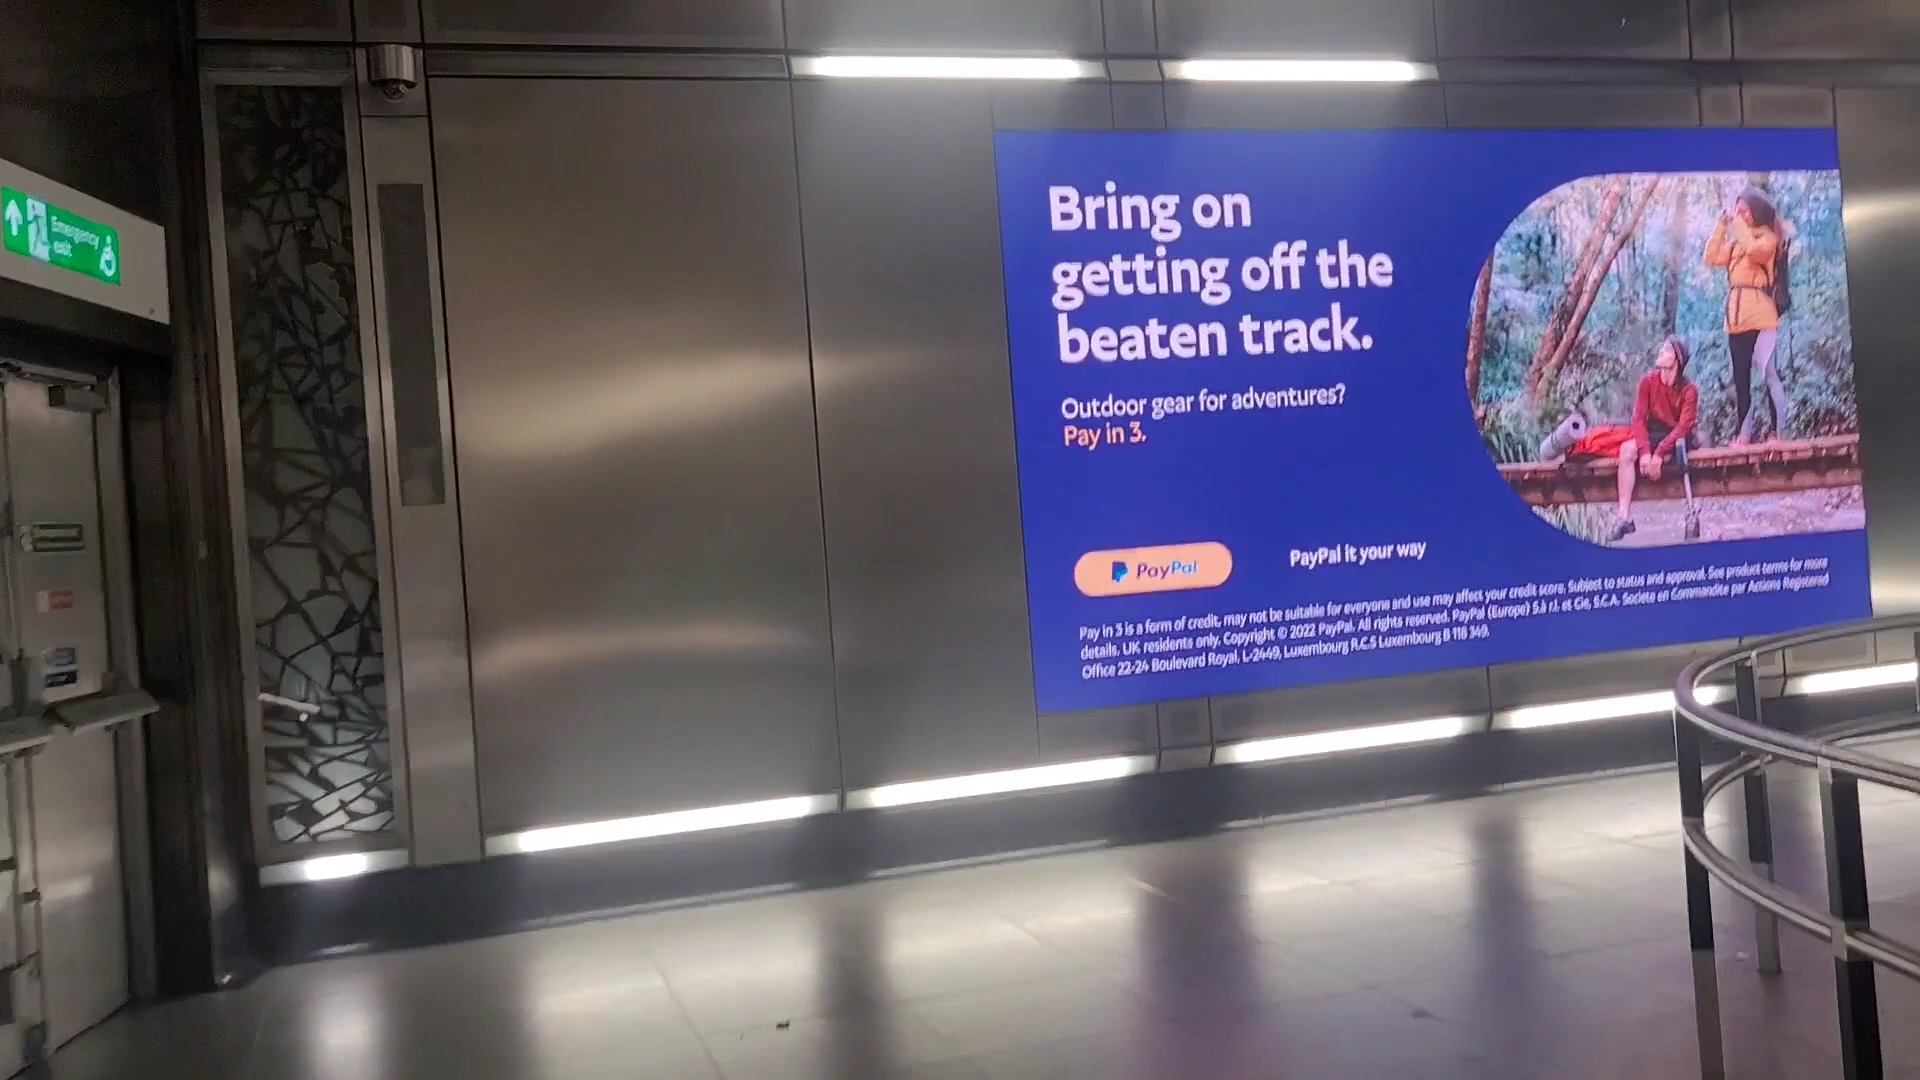 Emergency
exit
Bring on
getting off the
beaten track.
Outdoor gear for adventures?
Pay in 3.
PayPal
PayPal it your way
Pay in 3 is a form of credit, may not be suitable for everyone and use may affect your credit score. Subject to status and approval. See product terms for more
details. UK residents only. Copyright © 2022 PayPal. All rights reserved. PayPal (Europe) S.à r.l. et Cie, S.C.A. Societe en Commandite par Actions Registered
Office 22-24 Boulevard Royal, L-2449, Luxembourg R.C.S Luxembourg B 118 349.